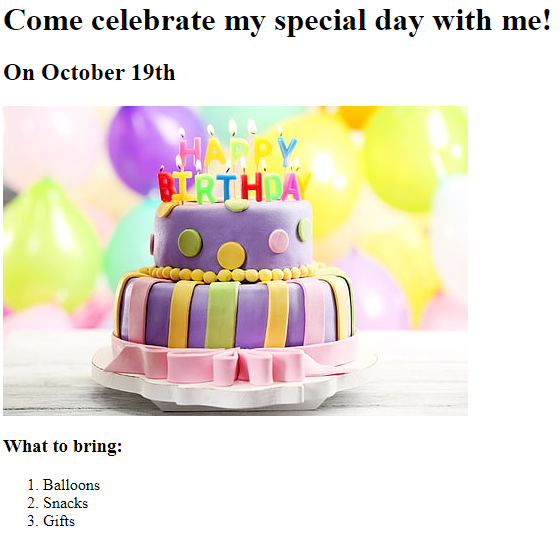 Come celebrate my special day with me!
On October 19th
HAPPY
BIRTHDAY
What to bring:
1. Balloons
2. Snacks
3. Gifts